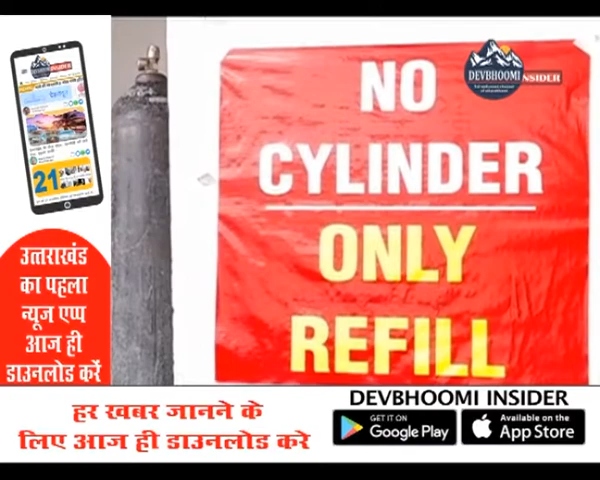 DEVBHOOMI
INSIDER
NO
CYLINDER
ONLY
REFILL
21
उत्तराखंड
का पहला
न्यूज एप्प
आज ही
डाउनलोड करें
हर खबर जानने के
लिए आज ही डाउनलोड करे
DEVBHOOMI INSIDER
GET IT ON
Google Play
Available on the
App Store